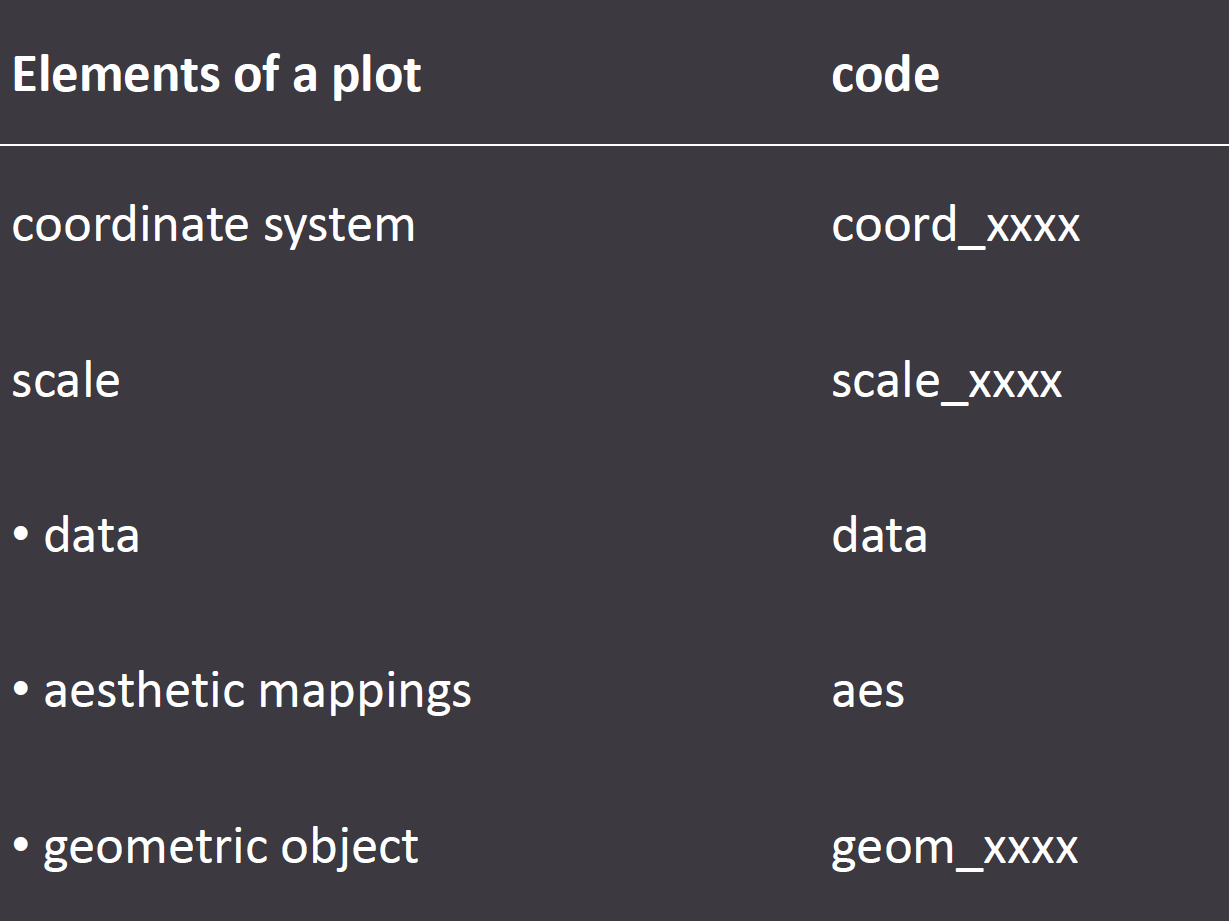 Elements of a plot code
coordinate system coord_xxxx
scale scale_xxxx
• data data
• aesthetic mappings aes
• geometric object geom_xxxx